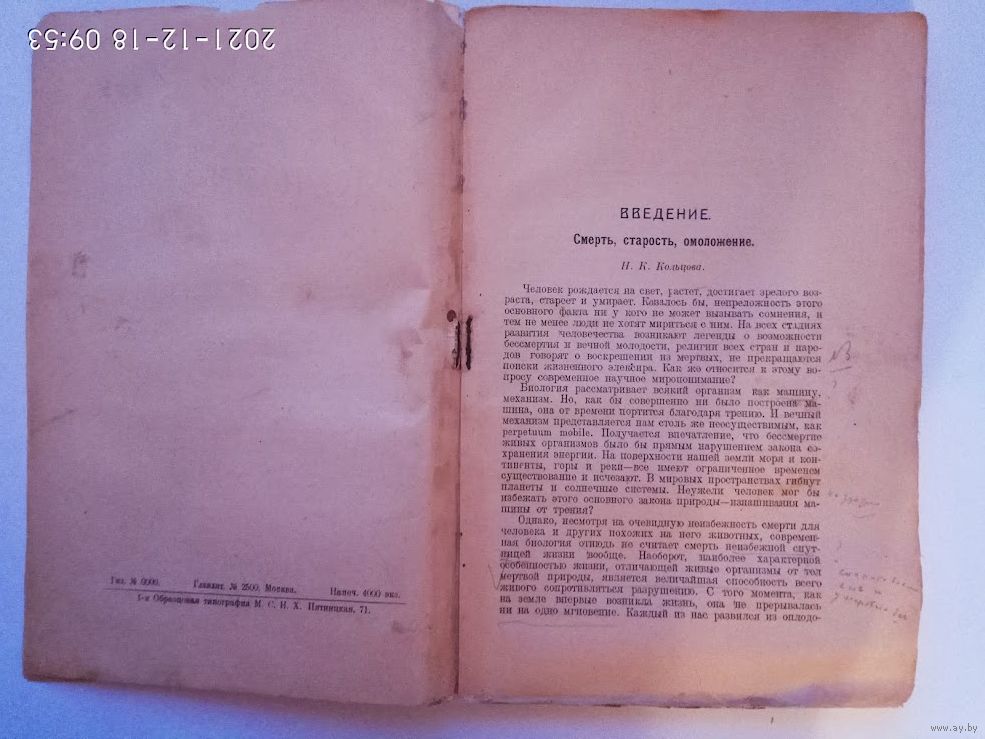 2021-12-18 09:53
Гиз. № 6000. Главлит. № 2500. Москва. Напеч. 4000 экз.
1-я Образцовая типография М. С. Н. Х. Пятницкая, 71.
ВВЕДЕНИЕ.
Смерть, старость, омоложение.
Н. К. Кольцова.
Человек рождается на свет, растет, достигает зрелого воз-
раста, стареет и умирает. Казалось бы, непреложность этого
основного факта ни у кого не может вызывать сомнения, и
тем не менее люди не хотят мириться с ним. На всех стадиях
развития человечества возникают легенды о возможности
бессмертия и вечной молодости, религии всех стран и наро-
дов говорят о воскрешении из мертвых, не прекращаются
поиски жизненного элексира. Как же относится к этому во-
просу современное научное миропонимание?
Биология рассматривает всякий организм как машину,
механизм. Но, как бы совершенно ни было построена ма-
шина, она от времени портится благодаря трению. И вечный
механизм представляется нам столь же неосуществимым, как
perpetuum mobile. Получается впечатление, что бессмертие
живых организмов было бы прямым нарушением закона со-
хранения энергии. На поверхности нашей земли моря и кон-
тиненты, горы и реки—все имеют ограниченное временем
существование и исчезают. В мировых пространствах гибнут
планеты и солнечные системы. Неужели человек мог бы
избежать этого основного закона природы—изнашивания ма-
шины от трения?
Однако, несмотря на очевидную неизбежность смерти для
человека и других похожих на него животных, современ-
ная биология отнюдь не считает смерть неизбежной спут-
ницей жизни вообще. Наоборот, наиболее характерной
особенностью жизни, отличающей живые организмы от тел
мертвой природы, является величайшая способность всего
живого сопротивляться разрушению. С того момента, как
на земле впервые возникла жизнь, она не прерывалась
ни на одно мгновение. Каждый из нас развился из оплодо-
www.ay.by